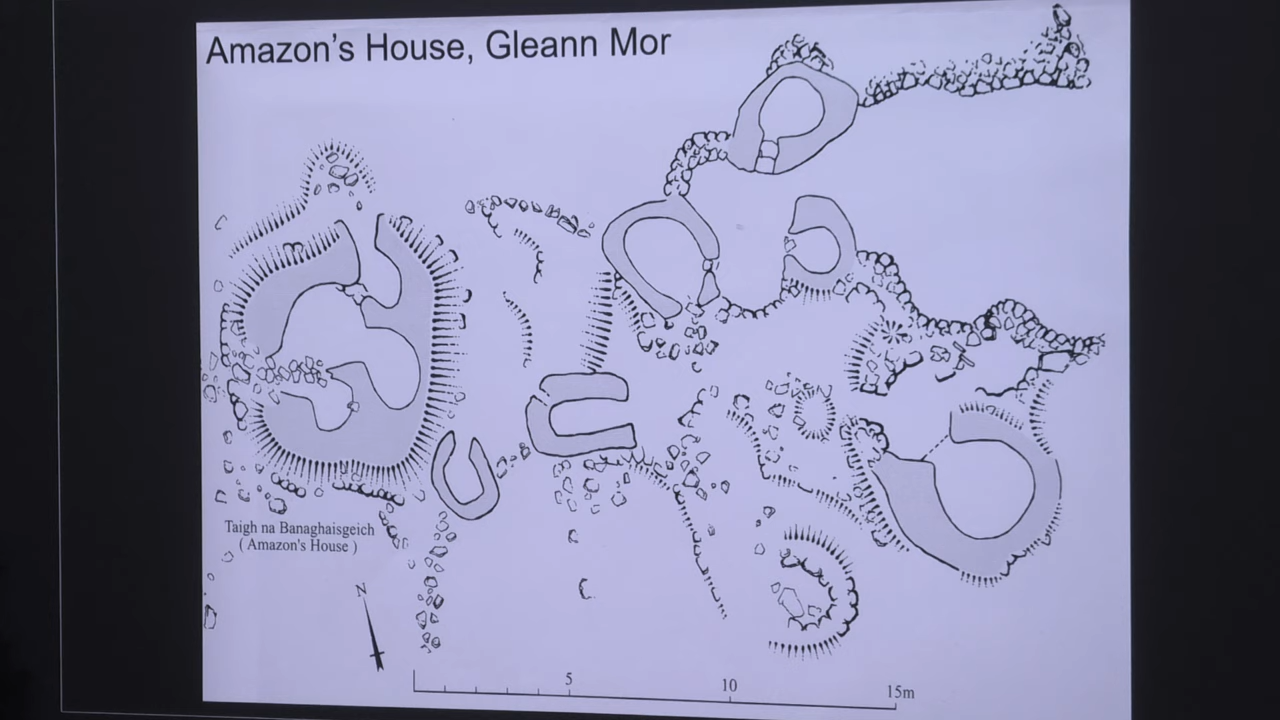 Amazon's House, Gleann Mor
Taigh na Banaghaisgeich
( Amazon's House )
N
5
10
15m